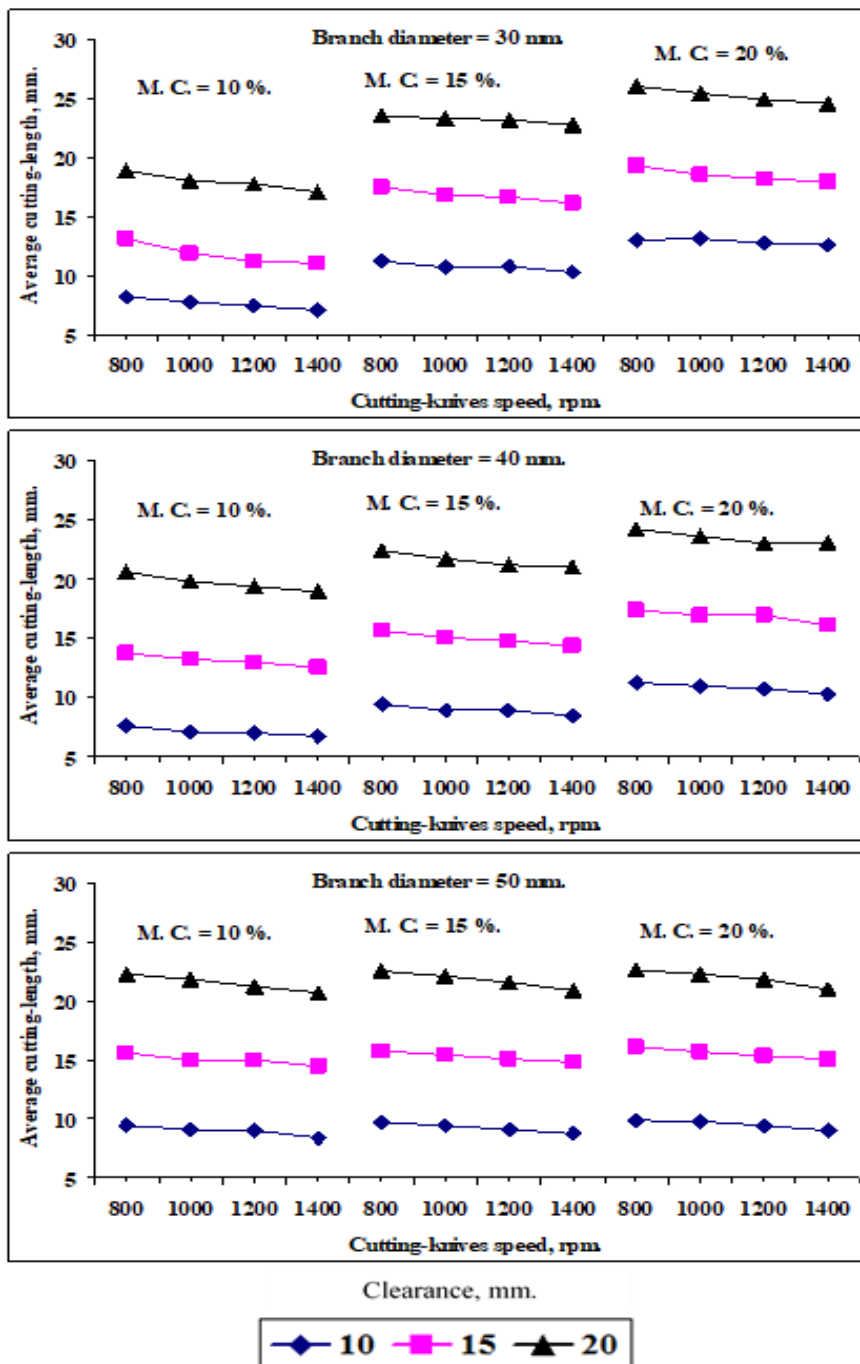 Branch diameter = 30 mm.
M. C. = 10 %.
M. C. = 15 %.
M. C. = 20 %.
Average cutting-length, mm.
30
25
20
15
10
5
800 1000 1200 1400 800 1000 1200 1400 800 1000 1200 1400
Cutting-knives speed, rpm.
Branch diameter = 40 mm.
M. C. = 10 %.
M. C. = 15 %.
M. C. = 20 %.
Average cutting-length, mm.
30
25
20
15
10
5
800 1000 1200 1400 800 1000 1200 1400 800 1000 1200 1400
Cutting-knives speed, rpm.
Branch diameter = 50 mm.
M. C. = 10 %.
M. C. = 15 %.
M. C. = 20 %.
Average cutting-length, mm.
30
25
20
15
10
5
800 1000 1200 1400 800 1000 1200 1400 800 1000 1200 1400
Cutting-knives speed, rpm.
Clearance, mm.
10 15 20